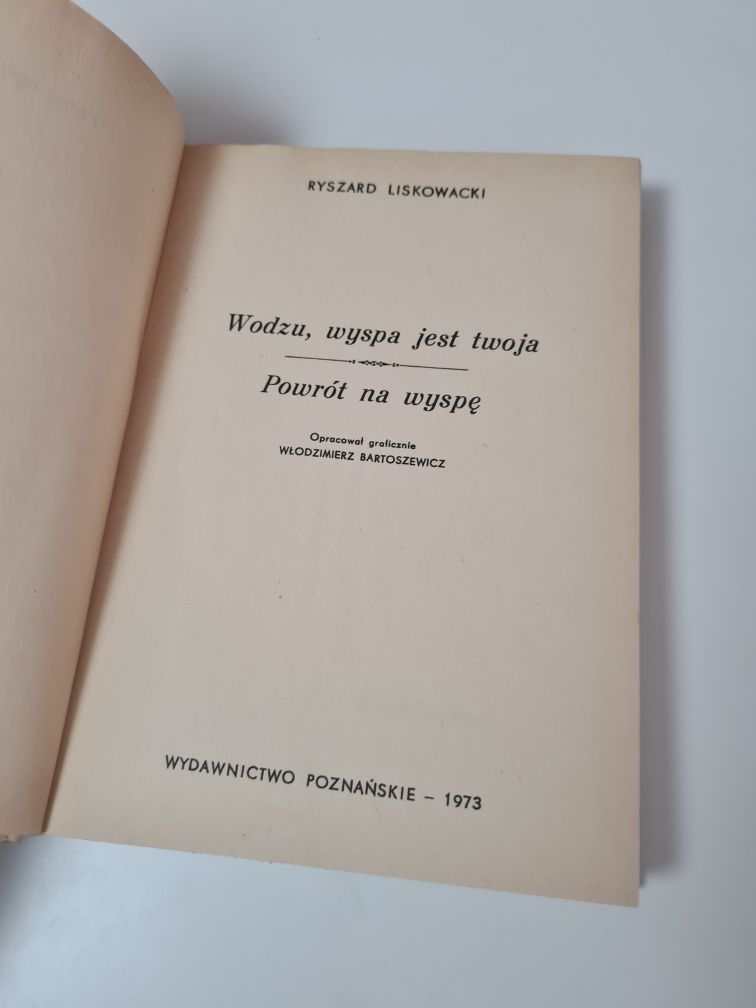 RYSZARD LISKOWACKI
Wodzu, wyspa jest twoja
Powrót na wyspę
Opracował graficznie
WŁODZIMIERZ BARTOSZEWICZ
WYDAWNICTWO POZNAŃSKIE – 1973